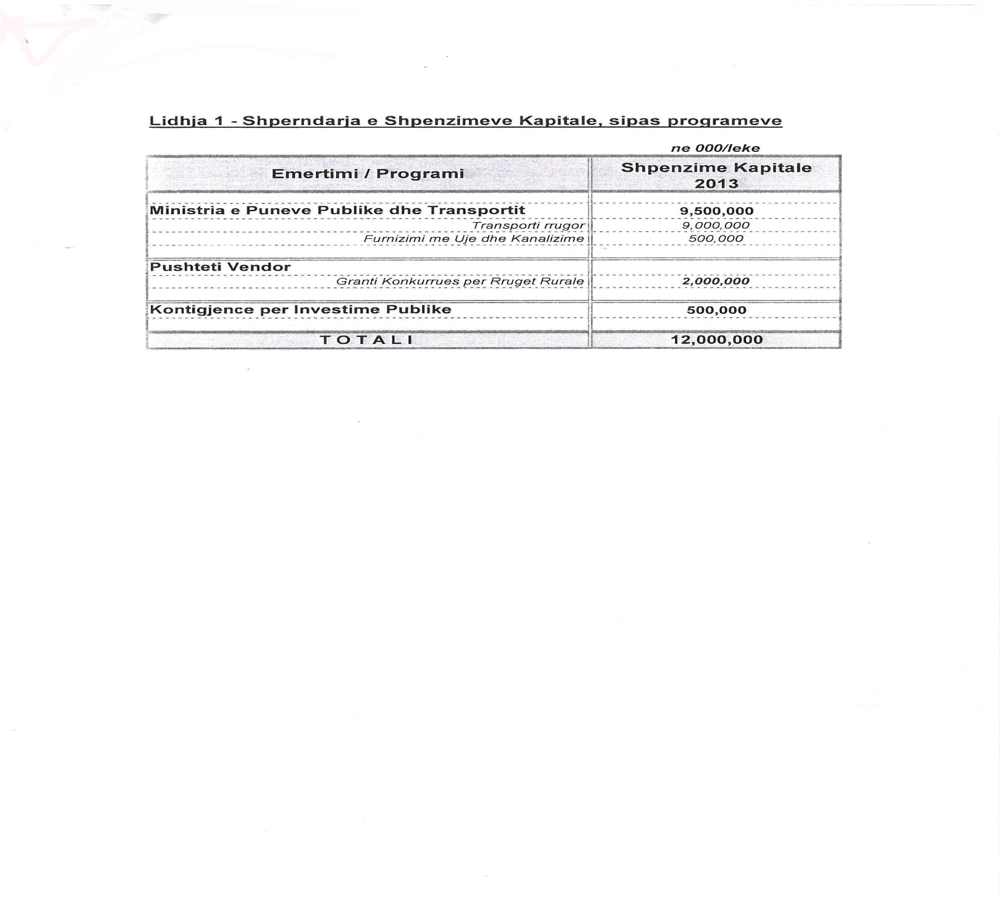 Lidhja 1 - Shperndarja e Shpenzimeve Kapitale, sipas programeve
ne 000/leke
Emertimi / Programi
Shpenzime Kapitale
2013
Ministria e Puneve Publike dhe Transportit 9,500,000
Transporti rrugor 9,000,000
Furnizimi me Uje dhe Kanalizime 500,000
Pushteti Vendor
Granti Konkurrues per Rruget Rurale 2,000,000
Kontigjence per Investime Publike 500,000
T O T A L I 12,000,000